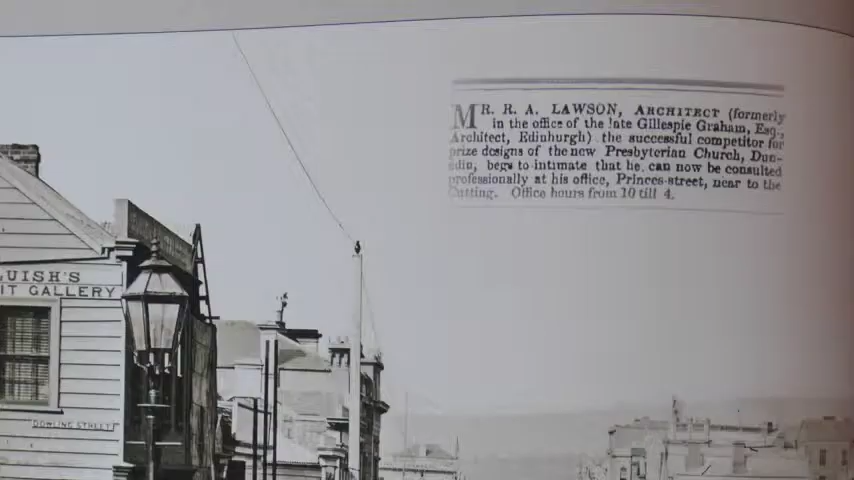 MR. R. A. LAWSON, ARCHITECT (formerly
in the office of the late Gillespie Graham, Esq.,
Architect, Edinburgh) the successful competitor for
prize designs of the new Presbyterian Church, Dun-
edin, begs to intimate that he can now be consulted
professionally at his office, Princes-street, near to the
Cutting. Office hours from 10 till 4.
UISH'S
IT GALLERY
DOWLING STREET